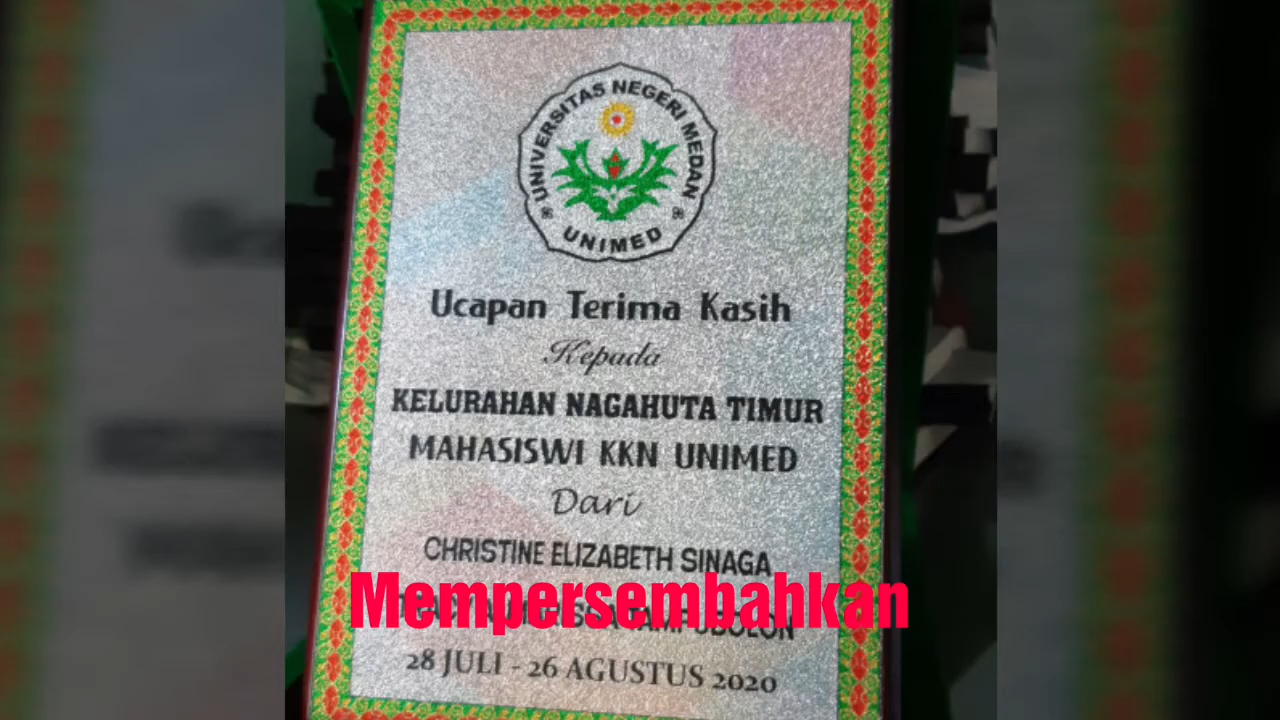 UNIVERSITAS NEGERI MEDAN
UNIMED
Ucapan Terima Kasih
Kepada
KELURAHAN NAGAHUTA TIMUR
MAHASISWI KKN UNIMED
Dari
CHRISTINE ELIZABETH SINAGA
Mempersembahkan
28 JULI - 26 AGUSTUS 2020